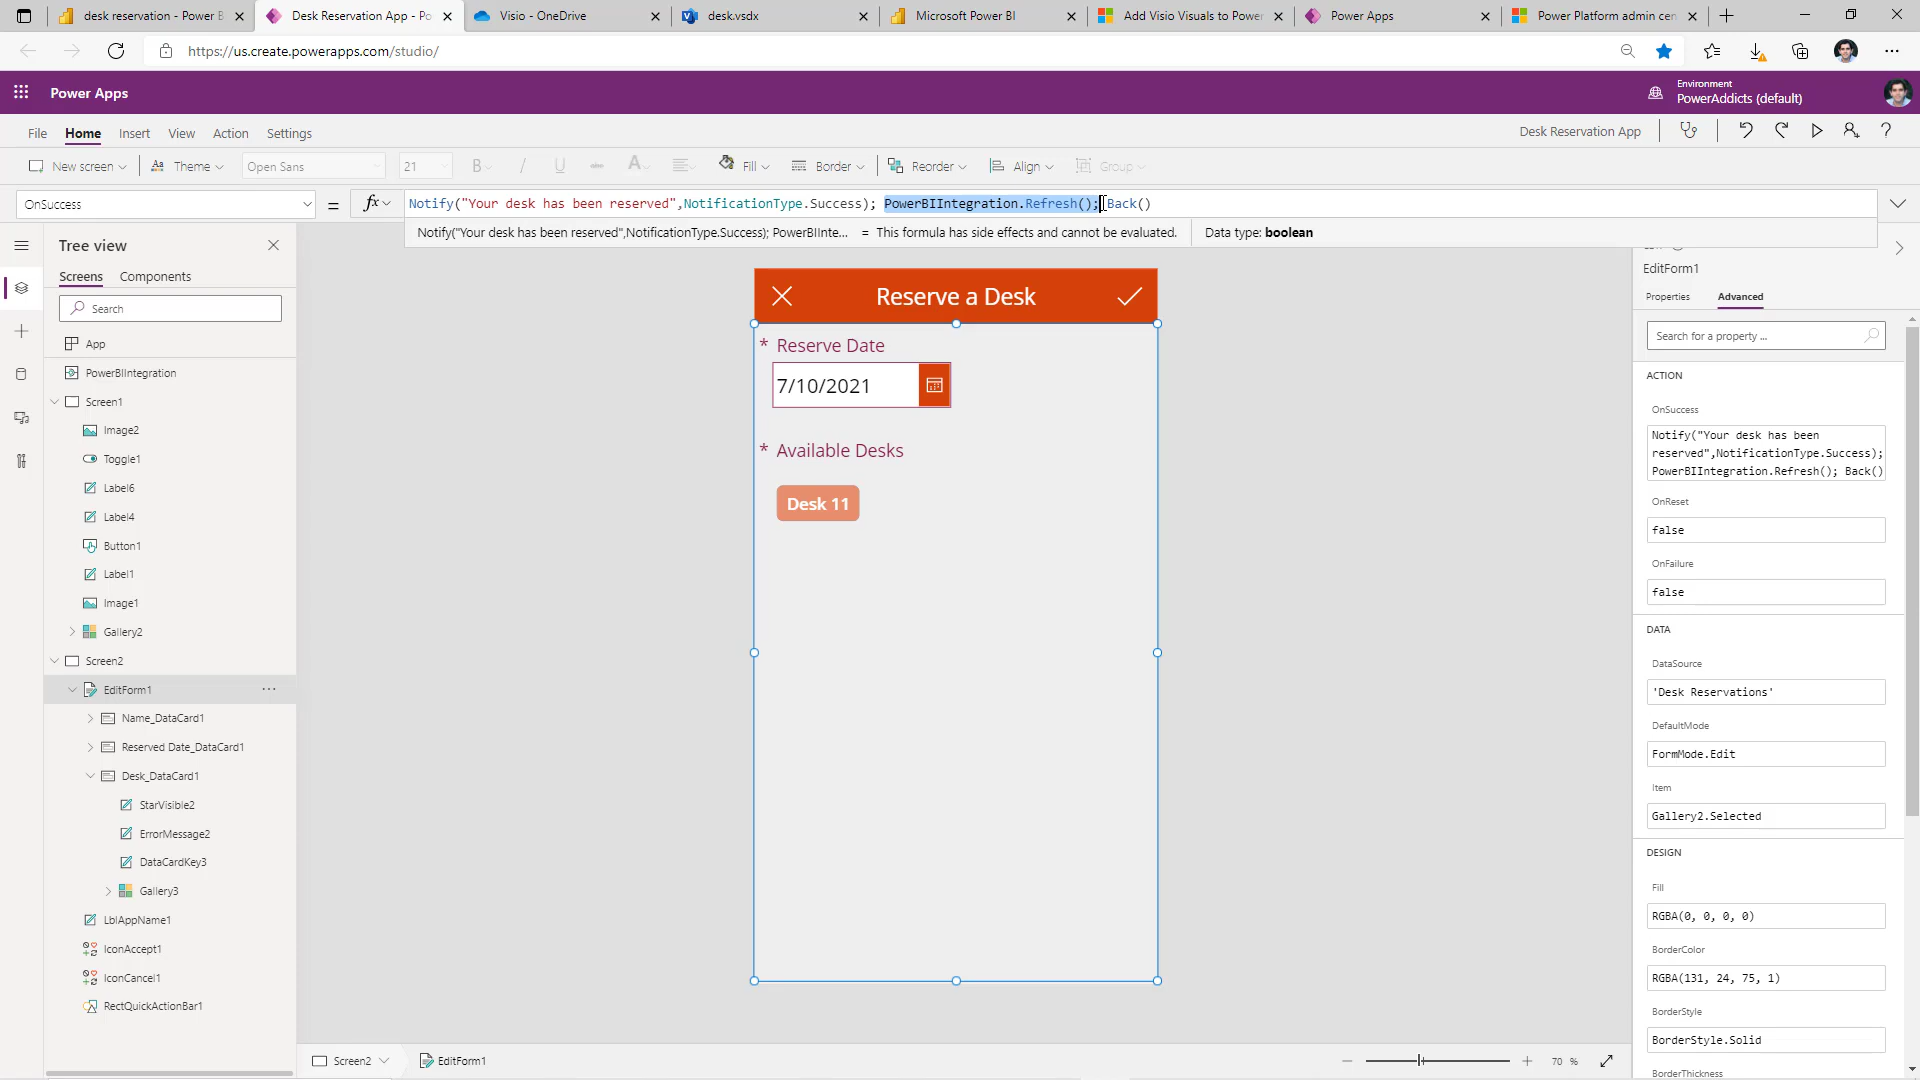 desk reservation - Power B
Desk Reservation App - Po
Visio - OneDrive
desk.vsdx
Microsoft Power BI
Add Visio Visuals to Power
Power Apps
Power Platform admin cen
https://us.create.powerapps.com/studio/
Power Apps
Environment
PowerAddicts (default)
File Home Insert View Action Settings
Desk Reservation App
New screen Theme Open Sans 21 B Fill Border Reorder Align Group
OnSuccess = fx Notify("Your desk has been reserved",NotificationType.Success); PowerBIIntegration.Refresh(); Back()
Notify("Your desk has been reserved",NotificationType.Success); PowerBIInte... = This formula has side effects and cannot be evaluated. Data type: boolean
Tree view
Screens Components
Search
App
PowerBIIntegration
Screen1
Image2
Toggle1
Label6
Label4
Button1
Label1
Image1
Gallery2
Screen2
EditForm1
Name_DataCard1
Reserved Date_DataCard1
Desk_DataCard1
StarVisible2
ErrorMessage2
DataCardKey3
Gallery3
LblAppName1
IconAccept1
IconCancel1
RectQuickActionBar1
Reserve a Desk
* Reserve Date
7/10/2021
* Available Desks
Desk 11
EditForm1
Properties Advanced
Search for a property ...
ACTION
OnSuccess
Notify("Your desk has been
reserved",NotificationType.Success);
PowerBIIntegration.Refresh(); Back()
OnReset
false
OnFailure
false
DATA
DataSource
'Desk Reservations'
DefaultMode
FormMode.Edit
Item
Gallery2.Selected
DESIGN
Fill
RGBA(0, 0, 0, 0)
BorderColor
RGBA(131, 24, 75, 1)
BorderStyle
BorderStyle.Solid
BorderThickness
Screen2 EditForm1
70 %